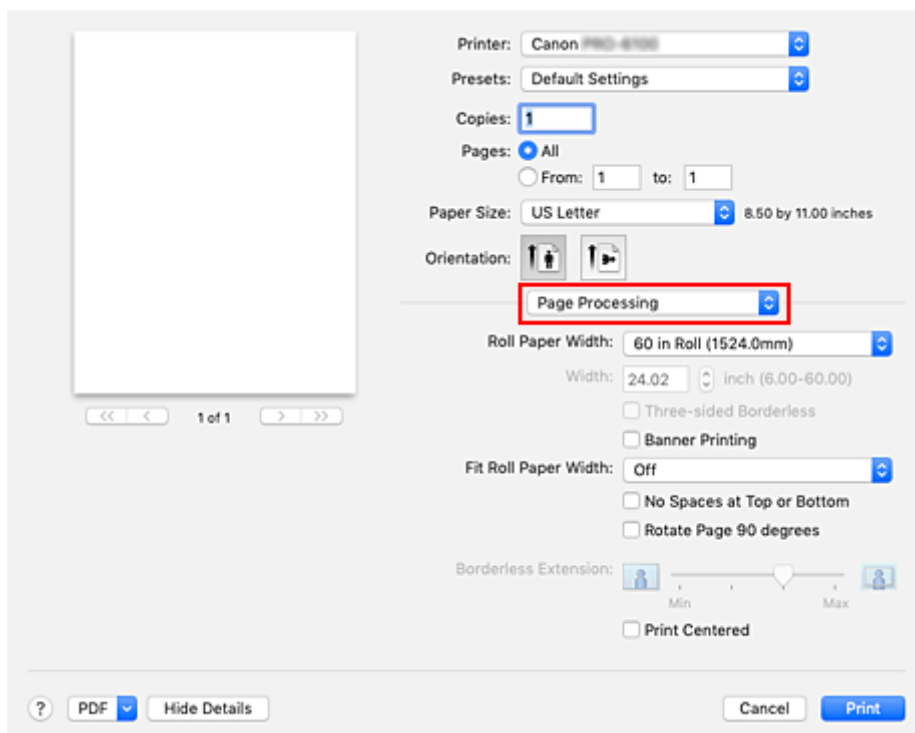 Printer: Canon
Presets: Default Settings
Copies: 1
Pages: All
From: 1 to: 1
Paper Size: US Letter 8.50 by 11.00 inches
Orientation:
Page Processing
Roll Paper Width: 60 in Roll (1524.0mm)
Width: 24.02 inch (6.00-60.00)
Three-sided Borderless
1 of 1
Banner Printing
Fit Roll Paper Width: Off
No Spaces at Top or Bottom
Rotate Page 90 degrees
Borderless Extension:
Min Max
Print Centered
? PDF Hide Details Cancel Print